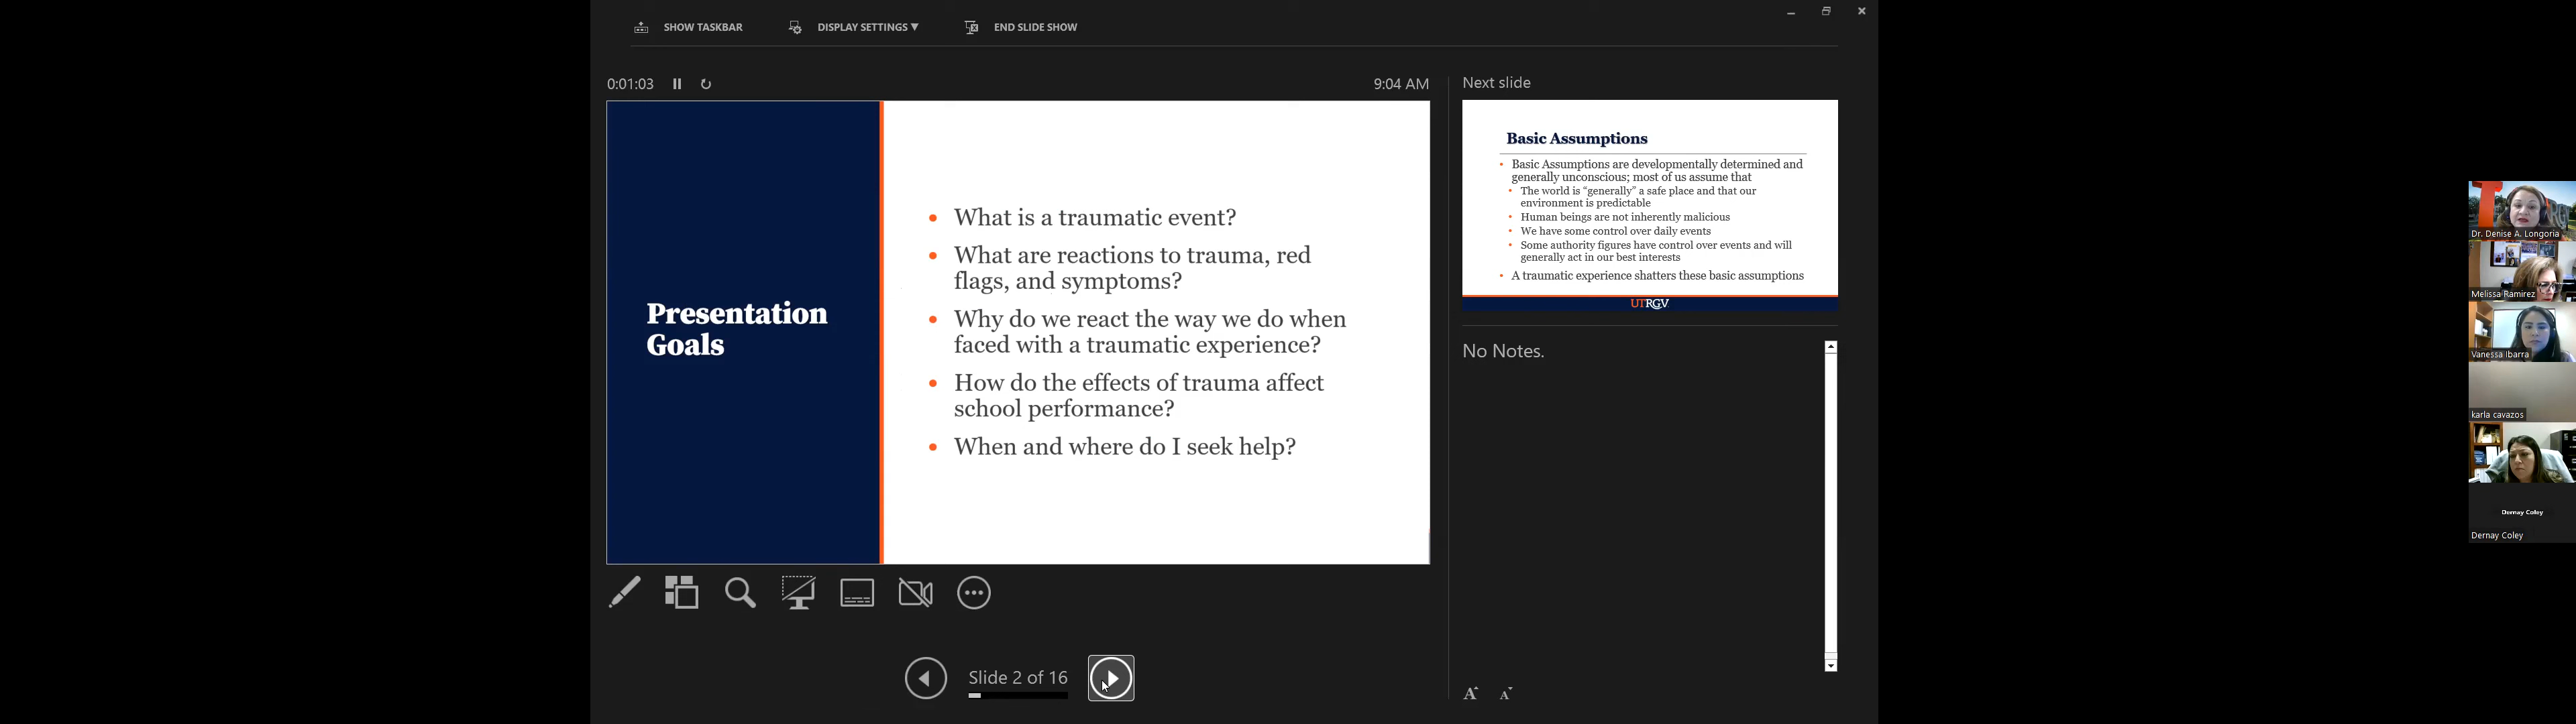 SHOW TASKBAR
DISPLAY SETTINGS ▼
END SLIDE SHOW
0:01:03
9:04 AM
Presentation
Goals
• What is a traumatic event?
• What are reactions to trauma, red
flags, and symptoms?
• Why do we react the way we do when
faced with a traumatic experience?
• How do the effects of trauma affect
school performance?
• When and where do I seek help?
Slide 2 of 16
Next slide
Basic Assumptions
• Basic Assumptions are developmentally determined and
generally unconscious; most of us assume that
• The world is “generally” a safe place and that our
environment is predictable
• Human beings are not inherently malicious
• We have some control over daily events
• Some authority figures have control over events and will
generally act in our best interests
• A traumatic experience shatters these basic assumptions
UTRGV
No Notes.
A A
Dr. Denise A. Longoria
Melissa Ramirez
Vanessa Ibarra
karla cavazos
Dernay Coley
Dernay Coley